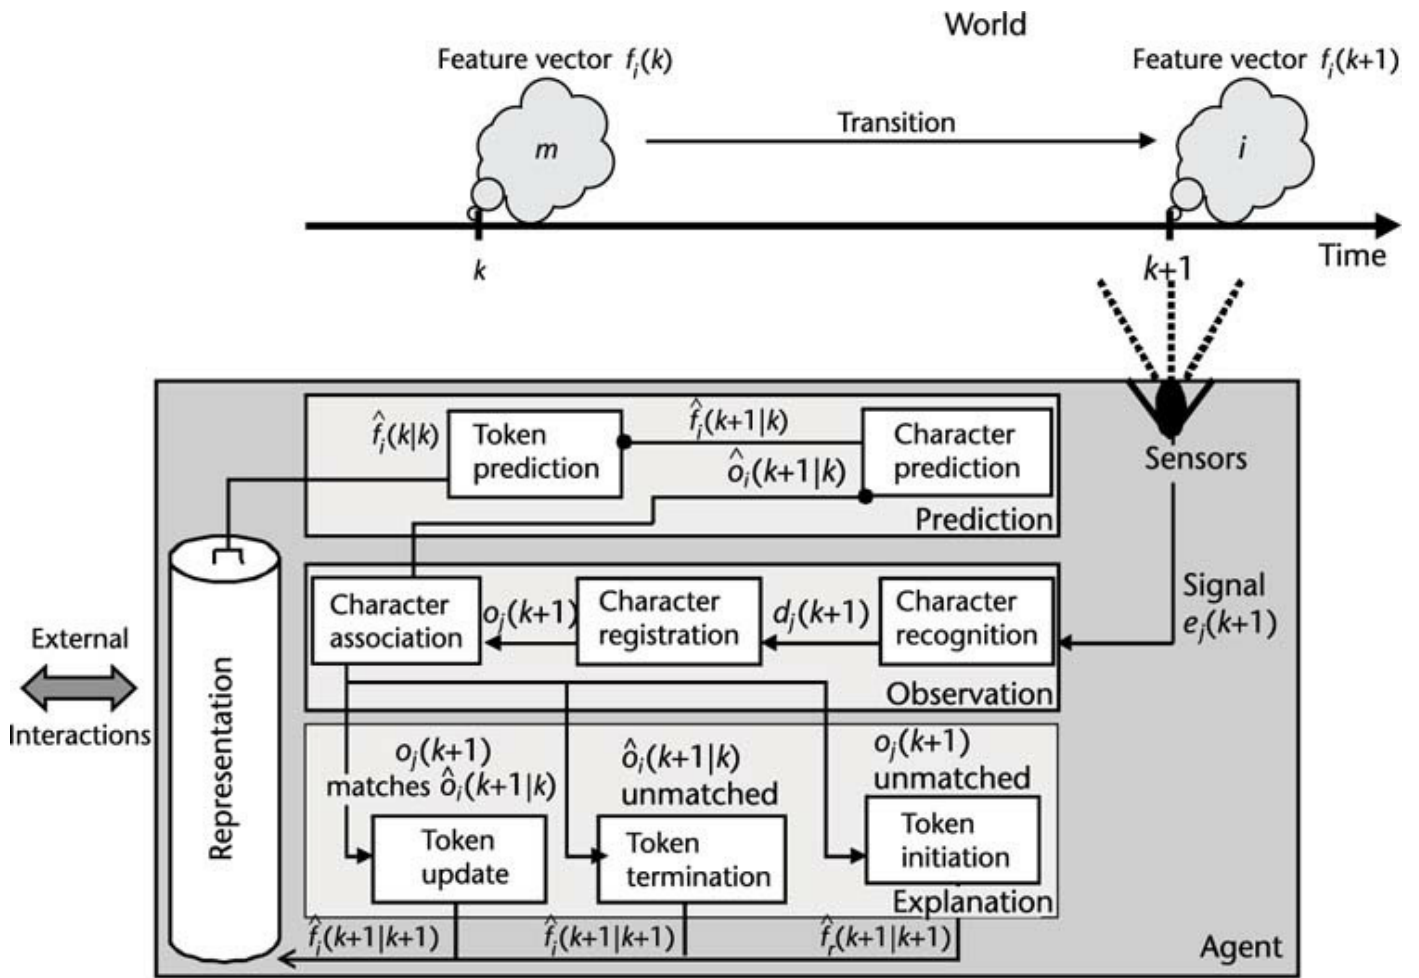 World
Feature vector f_i(k)
Feature vector f_i(k+1)
Transition
m
i
k
k+1
Time
f̂_i(k|k)
Token
prediction
f̂_i(k+1|k)
ô_i(k+1|k)
Character
prediction
Prediction
Sensors
Signal
e_j(k+1)
Character
association
o_j(k+1)
Character
registration
d_j(k+1)
Character
recognition
Observation
External
Interactions
Representation
o_j(k+1)
matches ô_i(k+1|k)
ô_i(k+1|k)
unmatched
o_j(k+1)
unmatched
Token
update
Token
termination
Token
initiation
Explanation
f̂_i(k+1|k+1)
f̂_i(k+1|k+1)
f̂_r(k+1|k+1)
Agent